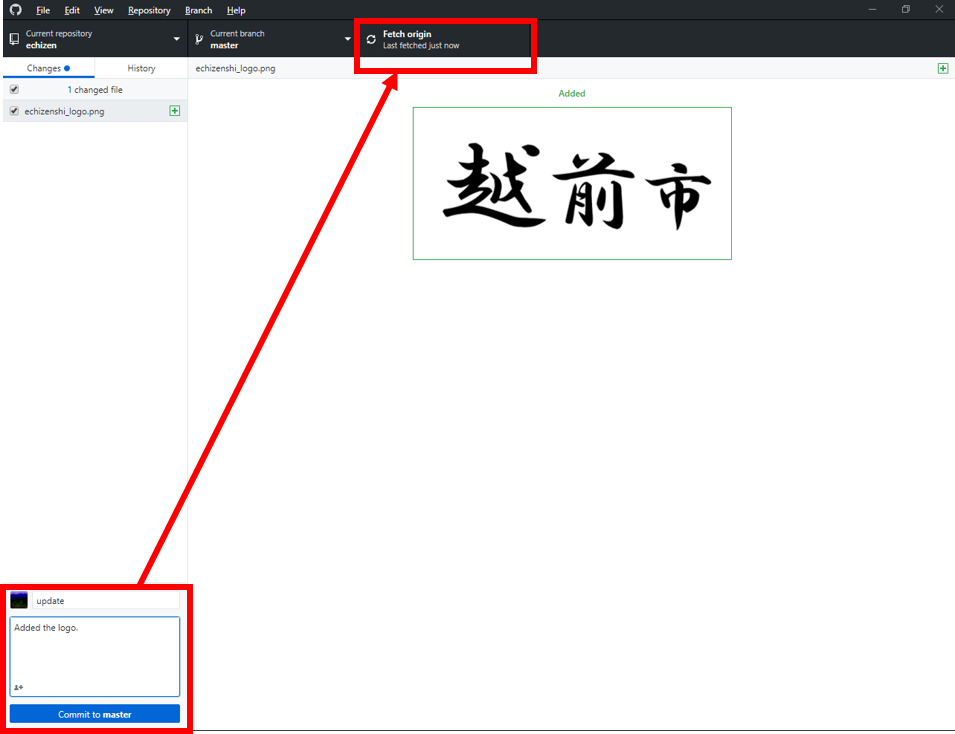 File Edit View Repository Branch Help
Current repository
echizen
Current branch
master
Fetch origin
Last fetched just now
Changes
History
echizenshi_logo.png
1 changed file
echizenshi_logo.png
Added
越前市
update
Added the logo.
Commit to master